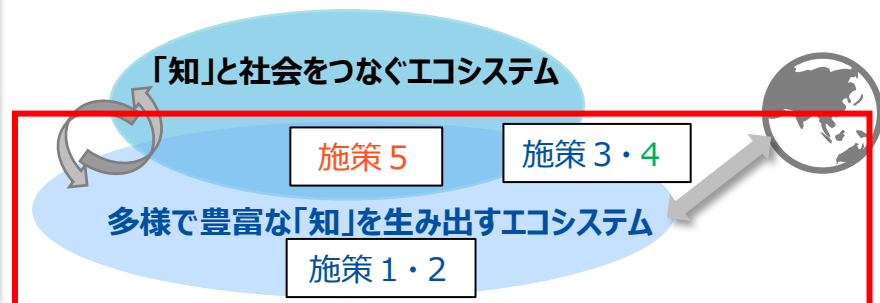 「知」と社会をつなぐエコシステム
施策５
施策３・４
多様で豊富な「知」を生み出すエコシステム
施策１・２